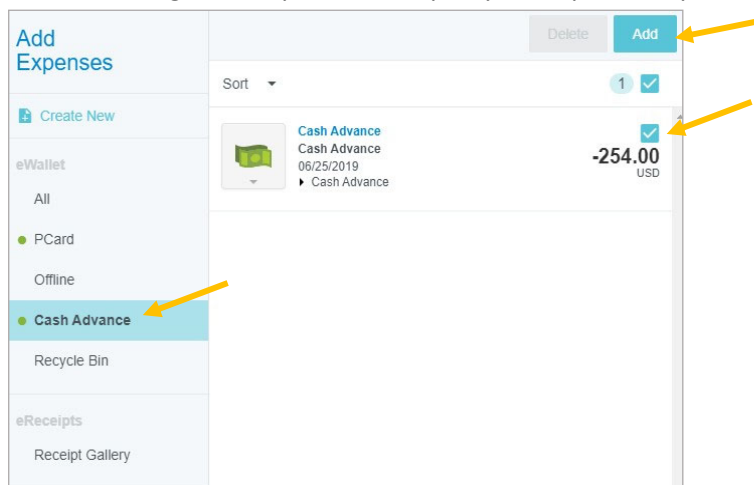 Add
Expenses
Delete
Add
Sort
1
Create New
eWallet
All
PCard
Offline
Cash Advance
Recycle Bin
eReceipts
Receipt Gallery
Cash Advance
Cash Advance
06/25/2019
Cash Advance
-254.00
USD